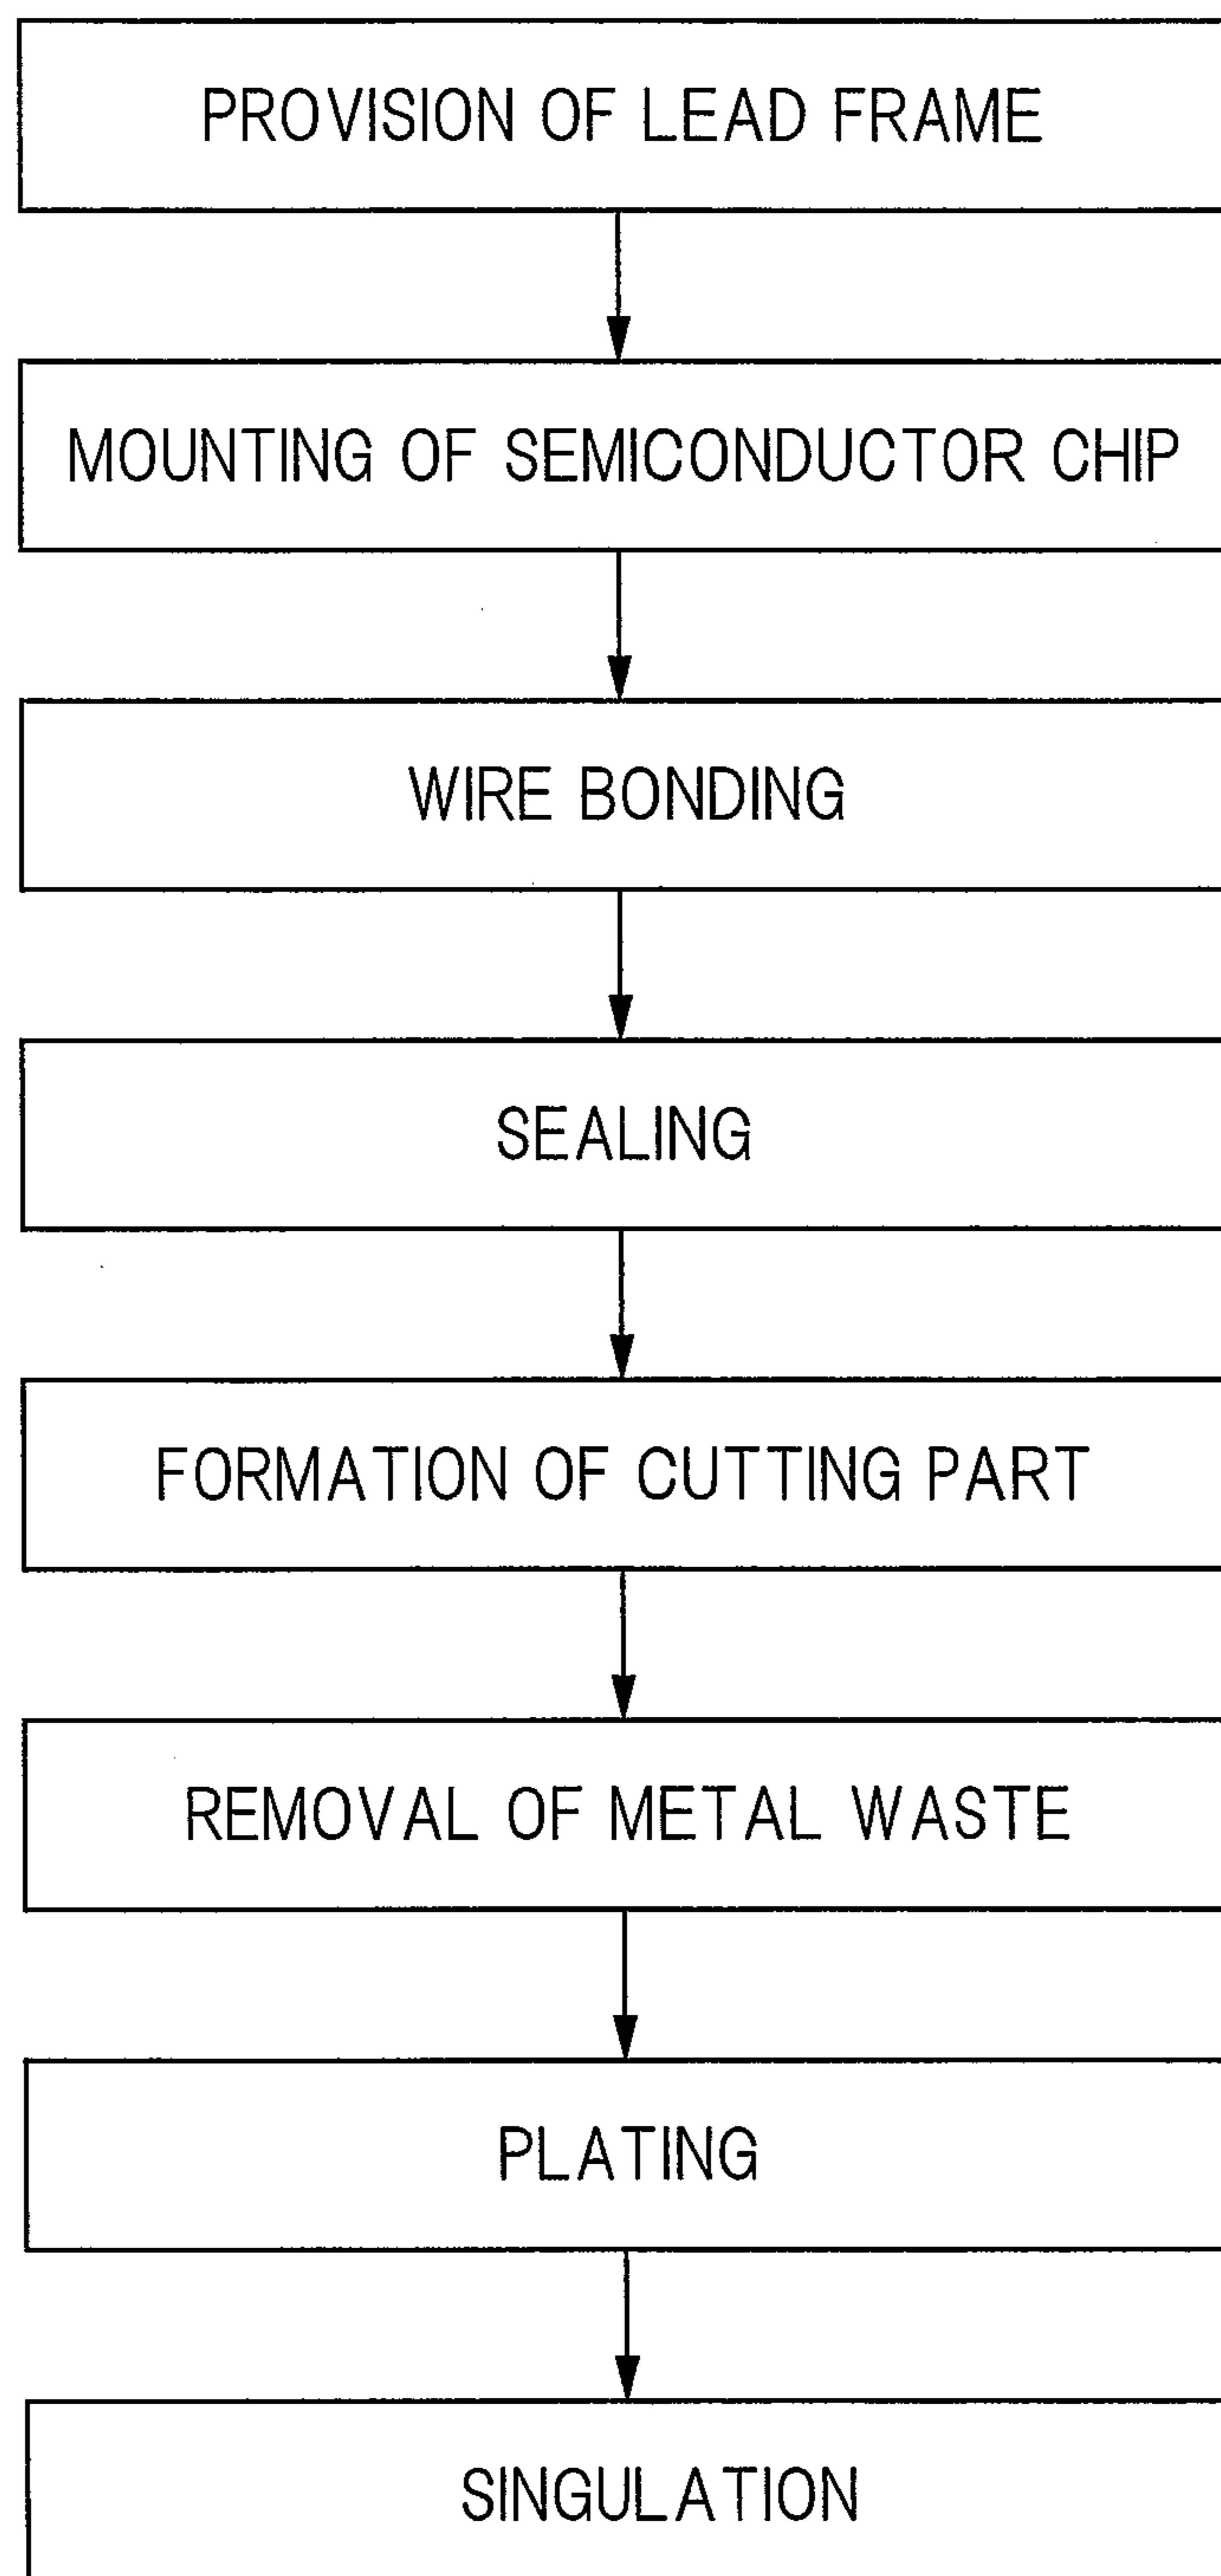 PROVISION OF LEAD FRAME
MOUNTING OF SEMICONDUCTOR CHIP
WIRE BONDING
SEALING
FORMATION OF CUTTING PART
REMOVAL OF METAL WASTE
PLATING
SINGULATION